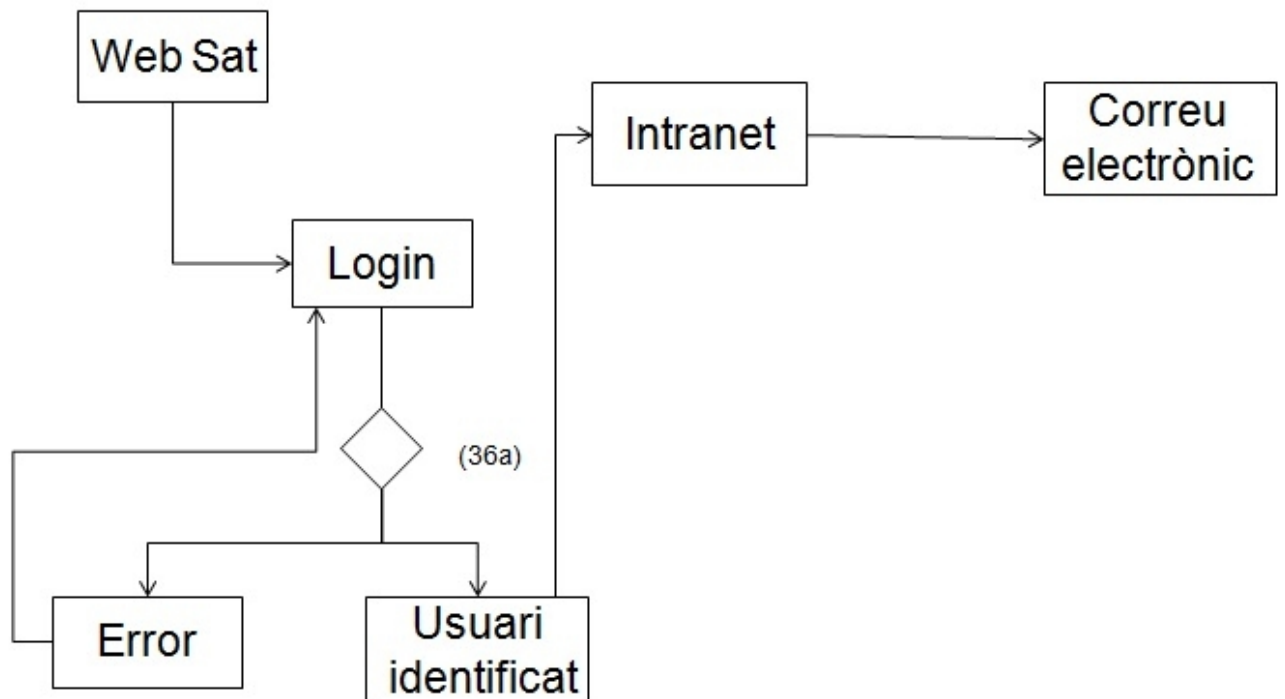 Web Sat
Intranet
Correu
electrònic
Login
(36a)
Error
Usuari
identificat